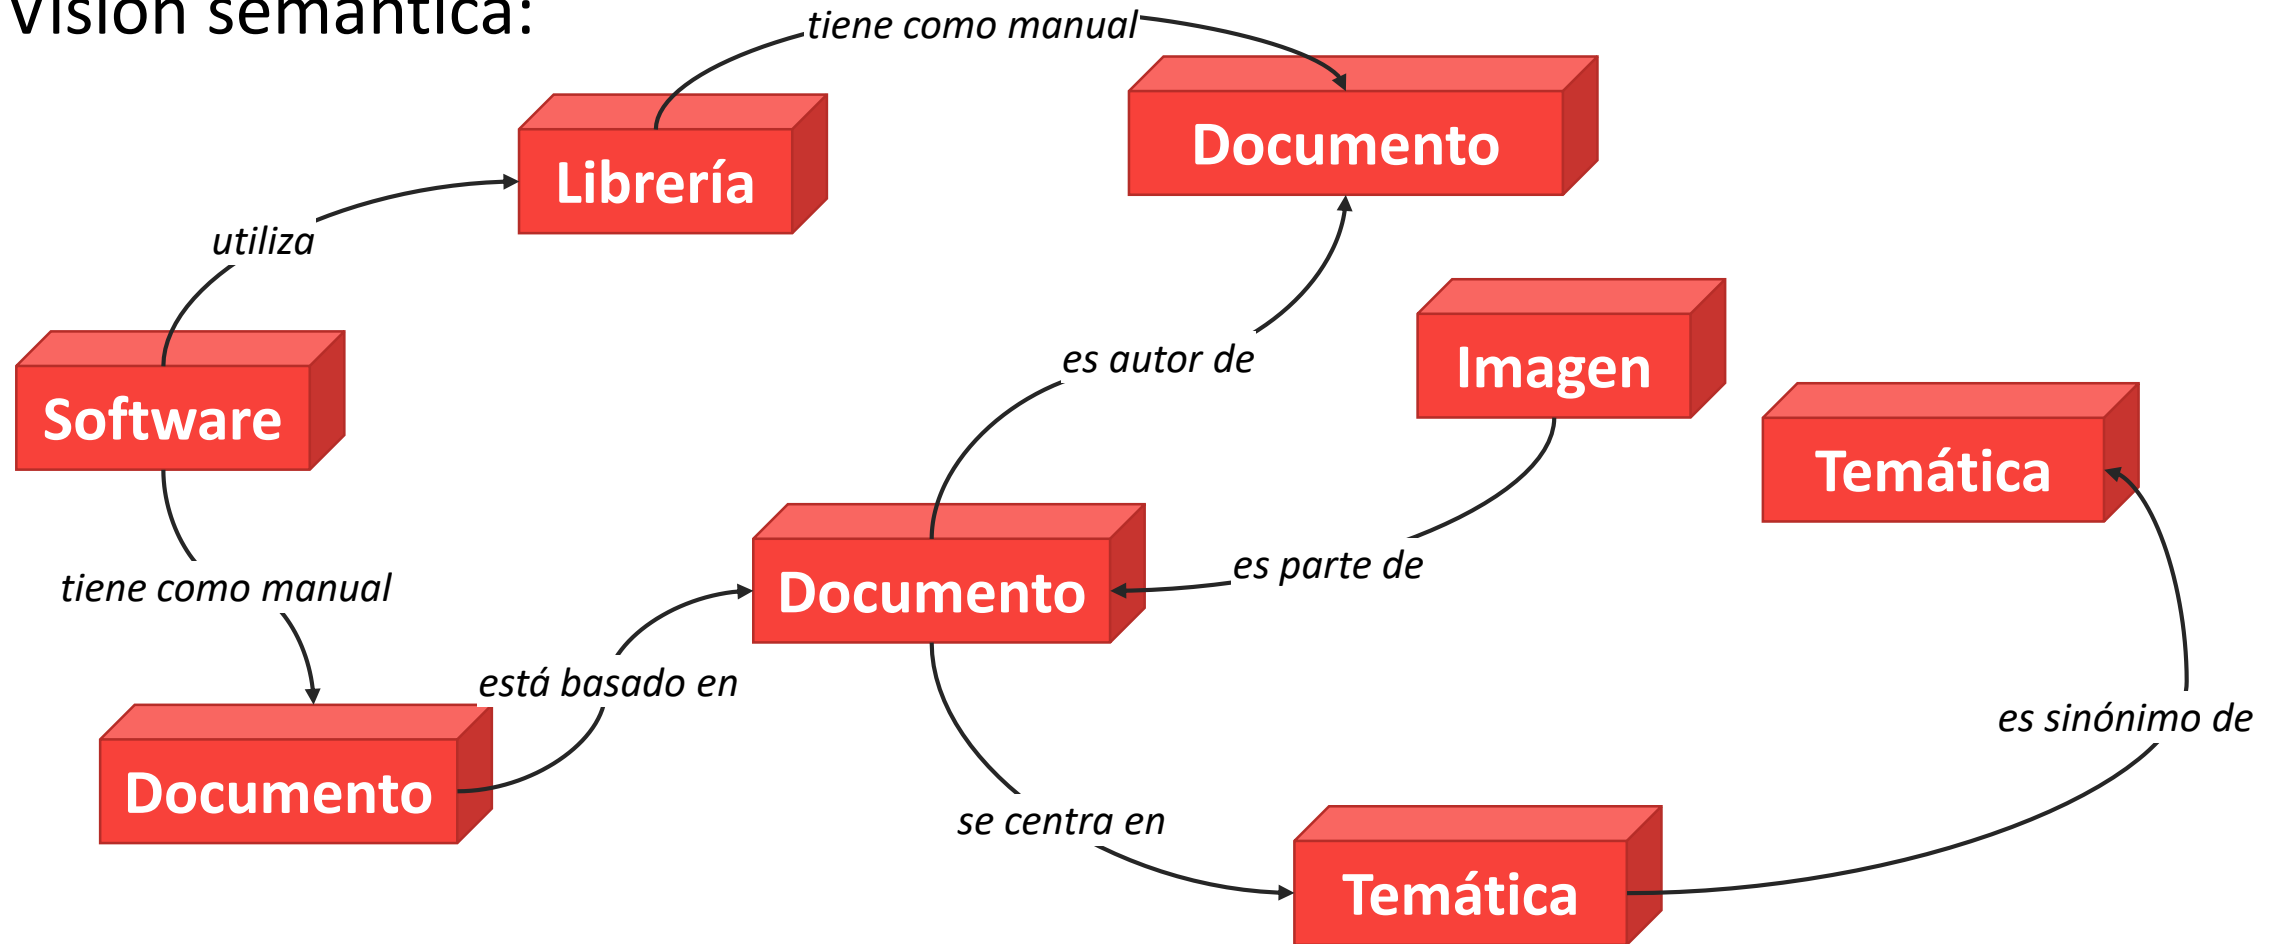 Visión semántica:
tiene como manual
Documento
Librería
utiliza
Imagen
es autor de
Software
Temática
es parte de
Documento
tiene como manual
está basado en
es sinónimo de
Documento
se centra en
Temática